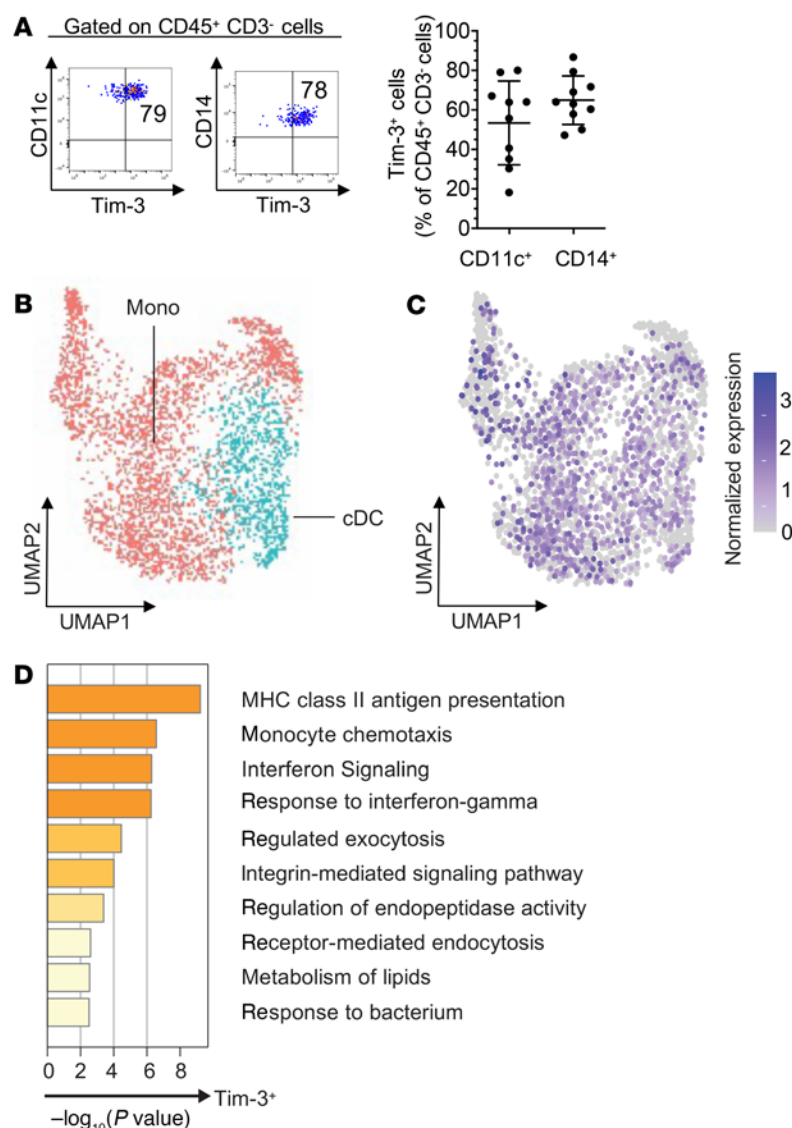 A
Gated on CD45⁺ CD3⁻ cells
CD11c
79
Tim-3
CD14
78
Tim-3
Tim-3⁺ cells
(% of CD45⁺ CD3⁻ cells)
100
80
60
40
20
0
CD11c⁺ CD14⁺
B
Mono
cDC
UMAP2
UMAP1
C
UMAP2
UMAP1
Normalized expression
3
2
1
0
D
MHC class II antigen presentation
Monocyte chemotaxis
Interferon Signaling
Response to interferon-gamma
Regulated exocytosis
Integrin-mediated signaling pathway
Regulation of endopeptidase activity
Receptor-mediated endocytosis
Metabolism of lipids
Response to bacterium
0 2 4 6 8
Tim-3⁺
–log₁₀(P value)